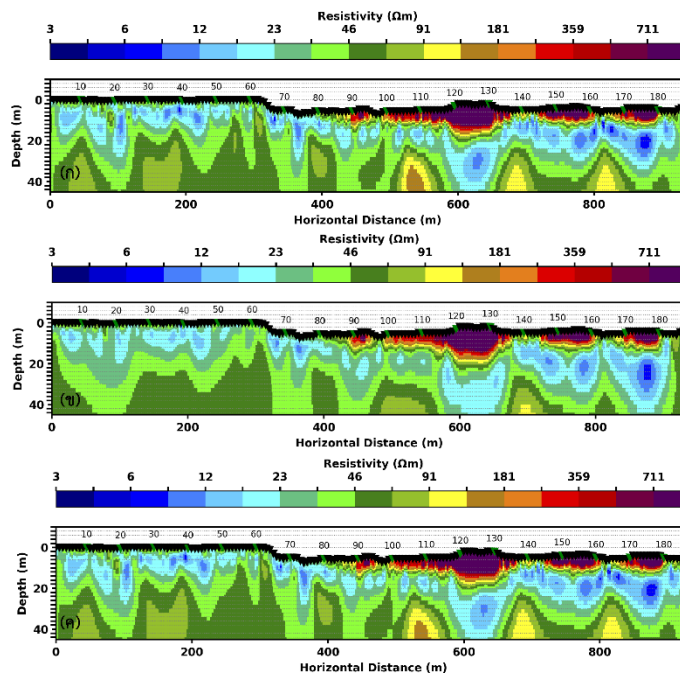 Resistivity (Ωm)
3 6 12 23 46 91 181 359 711
10 20 30 40 50 60 70 80 90 100 110 120 130 140 150 160 170 180
0
20
40
Depth (m)
(ก)
0 200 400 600 800
Horizontal Distance (m)
Resistivity (Ωm)
3 6 12 23 46 91 181 359 711
10 20 30 40 50 60 70 80 90 100 110 120 130 140 150 160 170 180
0
20
40
Depth (m)
(ข)
0 200 400 600 800
Horizontal Distance (m)
Resistivity (Ωm)
3 6 12 23 46 91 181 359 711
10 20 30 40 50 60 70 80 90 100 110 120 130 140 150 160 170 180
0
20
40
Depth (m)
(ค)
0 200 400 600 800
Horizontal Distance (m)